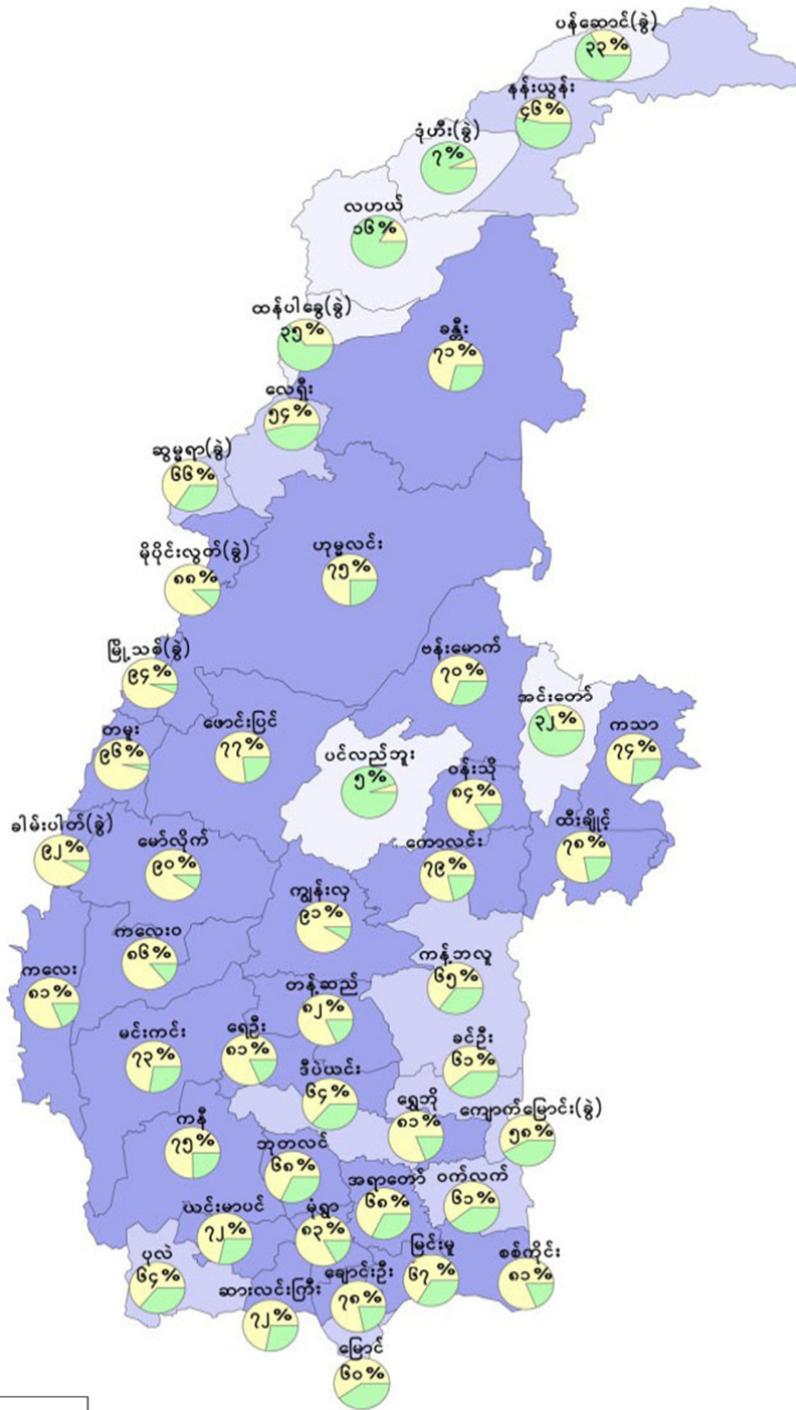 ပန်ဆောင်(ခွဲ)
၃၃%
နန်းယွန်း
၄၆%
ဒုံဟီး(ခွဲ)
၇%
လဟယ်
၁၆%
ထန်ပါခွေ(ခွဲ)
၃၅%
ခန္တီး
၇၁%
လေရှီး
၅၄%
ဆွမ္မရာ(ခွဲ)
၆၆%
ဟုမ္မလင်း
၇၅%
မိုပိုင်းလွတ်(ခွဲ)
၈၈%
မြို့သစ်(ခွဲ)
၉၄%
ဗန်းမောက်
၇၀%
အင်းတော်
၃၂%
ကသာ
၇၄%
တမူး
၉၆%
ဖောင်းပြင်
၇၇%
ပင်လည်ဘူး
၅%
ဝန်းသို
၈၄%
ထီးချိုင့်
၇၈%
ခါမ်းပါတ်(ခွဲ)
၉၂%
မော်လိုက်
၉၀%
ကောလင်း
၇၉%
ကျွန်းလှ
၉၁%
ကလေးဝ
၈၆%
ကန့်ဘလူ
၆၅%
ကလေး
၈၁%
တန့်ဆည်
၈၂%
မင်းကင်း
၇၃%
ရေဦး
၈၁%
ခင်ဦး
၆၁%
ဒီပဲယင်း
၆၄%
ရွှေဘို
၈၁%
ကျောက်မြောင်း(ခွဲ)
၅၈%
ကနီ
၇၅%
ဘုတလင်
၆၈%
အရာတော်
၆၈%
ဝက်လက်
၆၁%
ယင်းမာပင်
၇၂%
မုံရွာ
၈၃%
မြင်းမူ
၆၇%
စစ်ကိုင်း
၈၁%
ပုလဲ
၆၄%
ဆားလင်းကြီး
၇၂%
ချောင်းဦး
၇၈%
မြောင်
၆၀%